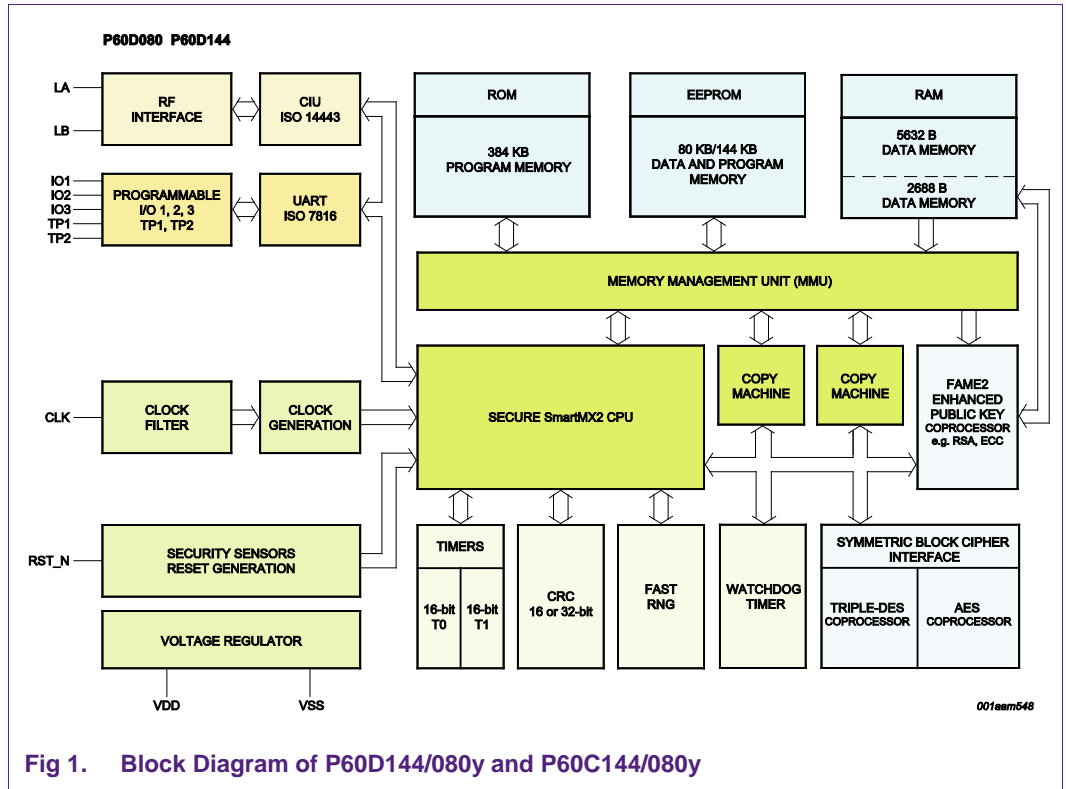 P60D080 P60D144
LA
LB
RF
INTERFACE
CIU
ISO 14443
IO1
IO2
IO3
TP1
TP2
PROGRAMMABLE
I/O 1, 2, 3
TP1, TP2
UART
ISO 7816
ROM
384 KB
PROGRAM MEMORY
EEPROM
80 KB/144 KB
DATA AND PROGRAM
MEMORY
RAM
5632 B
DATA MEMORY
2688 B
DATA MEMORY
MEMORY MANAGEMENT UNIT (MMU)
CLK
CLOCK
FILTER
CLOCK
GENERATION
SECURE SmartMX2 CPU
COPY
MACHINE
COPY
MACHINE
FAME2
ENHANCED
PUBLIC KEY
COPROCESSOR
e.g. RSA, ECC
RST_N
SECURITY SENSORS
RESET GENERATION
VOLTAGE REGULATOR
VDD
VSS
TIMERS
16-bit
T0
16-bit
T1
CRC
16 or 32-bit
FAST
RNG
WATCHDOG
TIMER
SYMMETRIC BLOCK CIPHER
INTERFACE
TRIPLE-DES
COPROCESSOR
AES
COPROCESSOR
001aam548
Fig 1. Block Diagram of P60D144/080y and P60C144/080y